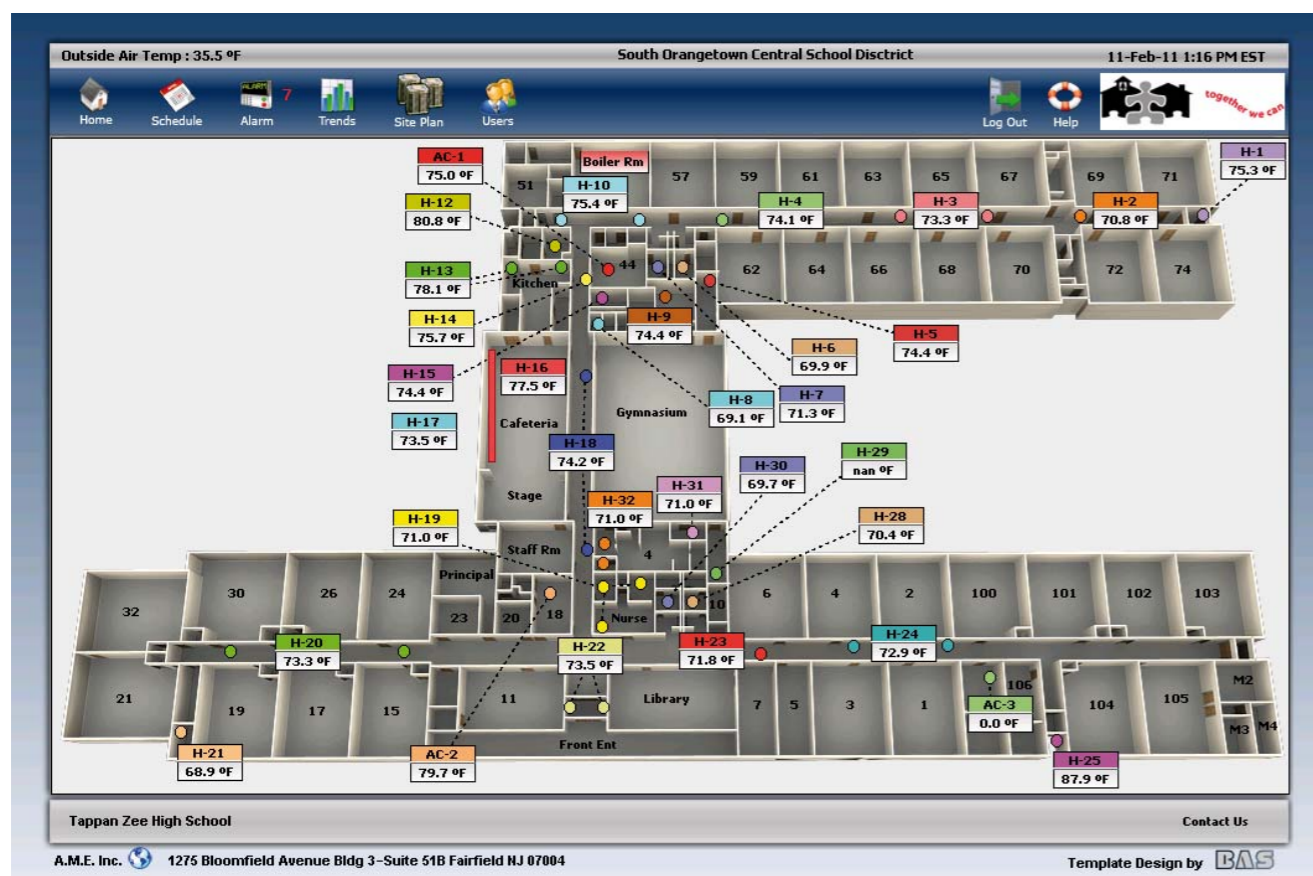 Outside Air Temp : 35.5 ºF
South Orangetown Central School Disctrict
11-Feb-11 1:16 PM EST
Home
Schedule
ALARM
Alarm
7
Trends
Site Plan
Users
Log Out
Help
together we can
AC-1
75.0 ºF
Boiler Rm
51
57
59
61
63
65
67
69
71
H-1
75.3 ºF
H-10
75.4 ºF
H-12
80.8 ºF
H-4
74.1 ºF
H-3
73.3 ºF
H-2
70.8 ºF
H-13
78.1 ºF
Kitchen
44
62
64
66
68
70
72
74
H-14
75.7 ºF
H-9
74.4 ºF
H-5
74.4 ºF
H-6
69.9 ºF
H-15
74.4 ºF
H-16
77.5 ºF
H-7
71.3 ºF
H-8
69.1 ºF
Gymnasium
H-17
73.5 ºF
Cafeteria
H-18
74.2 ºF
H-29
nan ºF
H-30
69.7 ºF
H-31
71.0 ºF
Stage
H-32
71.0 ºF
H-19
71.0 ºF
H-28
70.4 ºF
Staff Rm
4
Principal
32
30
26
24
23
20
18
Nurse
10
6
4
2
100
101
102
103
H-20
73.3 ºF
H-22
73.5 ºF
H-23
71.8 ºF
H-24
72.9 ºF
21
19
17
15
11
Library
7
5
3
1
106
AC-3
0.0 ºF
104
105
M2
M3
M4
Front Ent
H-21
68.9 ºF
AC-2
79.7 ºF
H-25
87.9 ºF
Tappan Zee High School
Contact Us
A.M.E. Inc.
1275 Bloomfield Avenue Bldg 3-Suite 51B Fairfield NJ 07004
Template Design by BAS